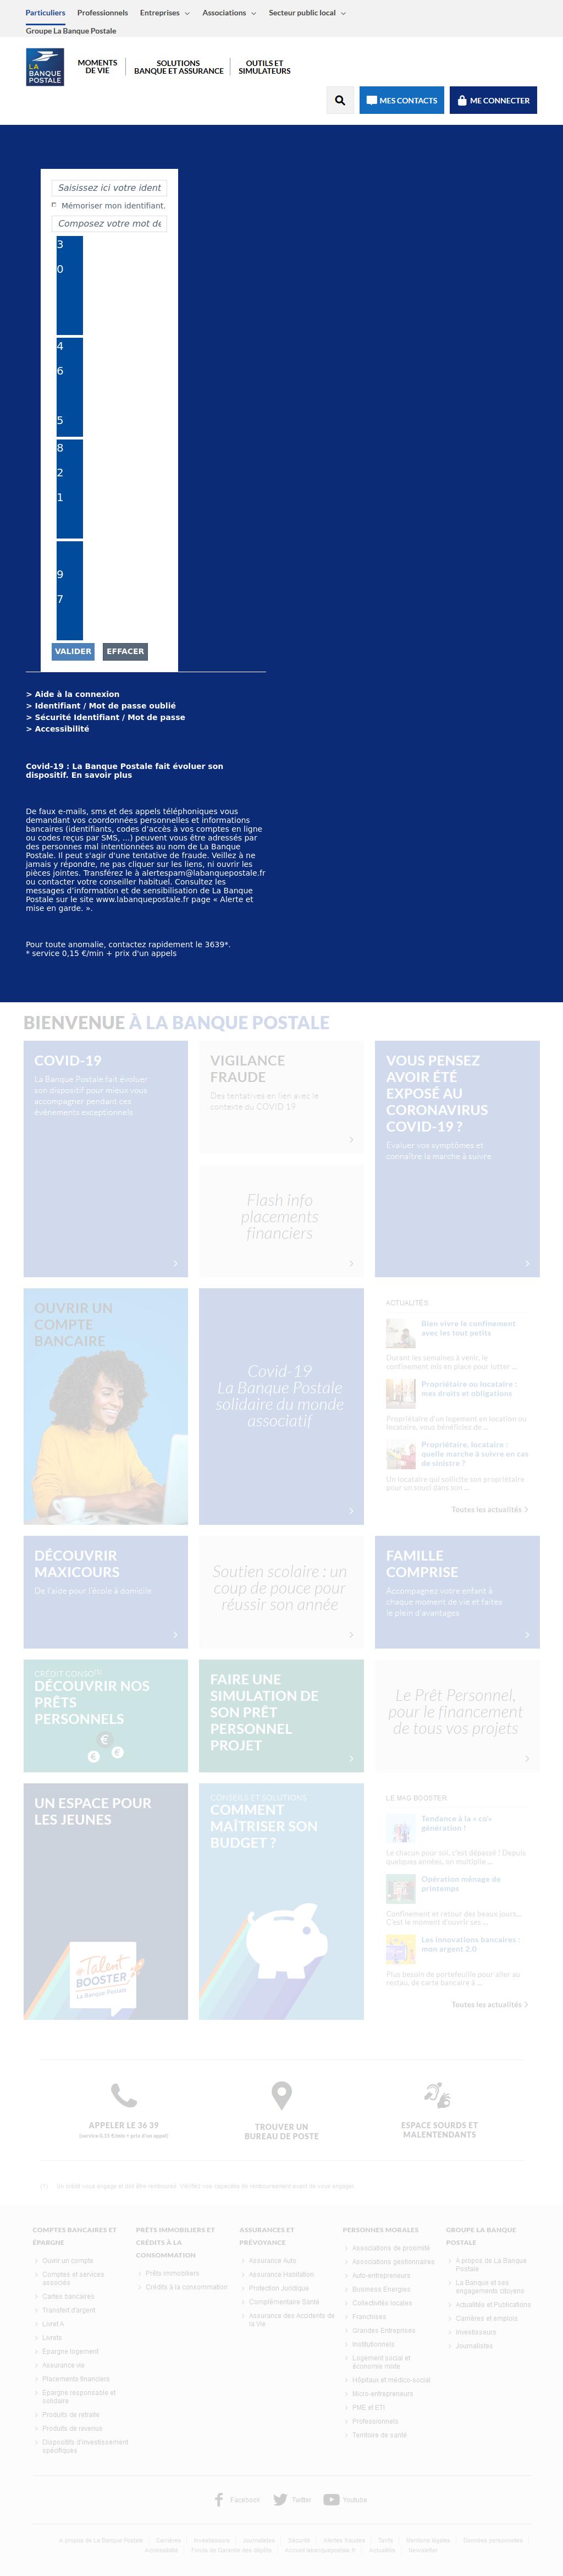 Particuliers Professionnels Entreprises Associations Secteur public local
Groupe La Banque Postale
LA
BANQUE
POSTALE
MOMENTS
DE VIE
SOLUTIONS
BANQUE ET ASSURANCE
OUTILS ET
SIMULATEURS
MES CONTACTS
ME CONNECTER
Saisissez ici votre ident
Mémoriser mon identifiant.
Composez votre mot de
3
0
4
6
5
8
2
1
9
7
VALIDER EFFACER
> Aide à la connexion
> Identifiant / Mot de passe oublié
> Sécurité Identifiant / Mot de passe
> Accessibilité
Covid-19 : La Banque Postale fait évoluer son
dispositif. En savoir plus
De faux e-mails, sms et des appels téléphoniques vous
demandant vos coordonnées personnelles et informations
bancaires (identifiants, codes d'accès à vos comptes en ligne
ou codes reçus par SMS, ...) peuvent vous être adressés par
des personnes mal intentionnées au nom de La Banque
Postale. Il peut s'agir d'une tentative de fraude. Veillez à ne
jamais y répondre, ne pas cliquer sur les liens, ni ouvrir les
pièces jointes. Transférez le à alertespam@labanquepostale.fr
ou contacter votre conseiller habituel. Consultez les
messages d'information et de sensibilisation de La Banque
Postale sur le site www.labanquepostale.fr page « Alerte et
mise en garde. ».
Pour toute anomalie, contactez rapidement le 3639*.
* service 0,15 €/min + prix d'un appels
BIENVENUE À LA BANQUE POSTALE
COVID-19
La Banque Postale fait évoluer
son dispositif pour mieux vous
accompagner pendant ces
évènements exceptionnels
VIGILANCE
FRAUDE
Des tentatives en lien avec le
contexte du COVID 19
Flash info
placements
financiers
VOUS PENSEZ
AVOIR ÉTÉ
EXPOSÉ AU
CORONAVIRUS
COVID-19 ?
Evaluer vos symptômes et
connaître la marche à suivre
OUVRIR UN
COMPTE
BANCAIRE
Covid-19
La Banque Postale
solidaire du monde
associatif
ACTUALITÉS
Bien vivre le confinement
avec les tout petits
Durant les semaines à venir, le
confinement mis en place pour lutter ...
Propriétaire ou locataire :
mes droits et obligations
Propriétaire d'un logement en location ou
locataire, vous bénéficiez de ...
Propriétaire, locataire :
quelle marche à suivre en cas
de sinistre ?
Un locataire qui sollicite son propriétaire
pour un souci dans son ...
Toutes les actualités
DÉCOUVRIR
MAXICOURS
De l'aide pour l'école à domicile
Soutien scolaire : un
coup de pouce pour
réussir son année
FAMILLE
COMPRISE
Accompagnez votre enfant à
chaque moment de vie et faites
le plein d'avantages
CRÉDIT CONSO(1)
DÉCOUVRIR NOS
PRÊTS
PERSONNELS
FAIRE UNE
SIMULATION DE
SON PRÊT
PERSONNEL
PROJET
Le Prêt Personnel,
pour le financement
de tous vos projets
UN ESPACE POUR
LES JEUNES
#Talent
BOOSTER
La Banque Postale
CONSEILS ET SOLUTIONS
COMMENT
MAÎTRISER SON
BUDGET ?
LE MAG BOOSTER
Tendance à la « co'»
génération !
Le chacun pour soi, c'est dépassé ! Depuis
quelques années, on multiplie ...
Opération ménage de
printemps
Confinement et retour des beaux jours...
C'est le moment d'ouvrir ses ...
Les innovations bancaires :
mon argent 2.0
Plus besoin de portefeuille pour aller au
restau, de carte bancaire à ...
Toutes les actualités
APPELER LE 36 39
(service 0,15 €/min + prix d'un appel)
TROUVER UN
BUREAU DE POSTE
ESPACE SOURDS ET
MALENTENDANTS
(1) Un crédit vous engage et doit être remboursé. Vérifiez vos capacités de remboursement avant de vous engager.
COMPTES BANCAIRES ET
ÉPARGNE
Ouvrir un compte
Comptes et services
associés
Cartes bancaires
Transfert d'argent
Livret A
Livrets
Epargne logement
Assurance vie
Placements financiers
Epargne responsable et
solidaire
Produits de retraite
Produits de revenus
Dispositifs d'investissement
spécifiques
PRÊTS IMMOBILIERS ET
CRÉDITS À LA
CONSOMMATION
Prêts immobiliers
Crédits à la consommation
ASSURANCES ET
PRÉVOYANCE
Assurance Auto
Assurance Habitation
Protection Juridique
Complémentaire Santé
Assurance des Accidents de
la Vie
PERSONNES MORALES
Associations de proximité
Associations gestionnaires
Auto-entrepreneurs
Business Energies
Collectivités locales
Franchises
Grandes Entreprises
Institutionnels
Logement social et
économie mixte
Hôpitaux et médico-social
Micro-entrepreneurs
PME et ETI
Professionnels
Territoire de santé
GROUPE LA BANQUE
POSTALE
A propos de La Banque
Postale
La Banque et ses
engagements citoyens
Actualités et Publications
Carrières et emplois
Investisseurs
Journalistes
Facebook Twitter Youtube
A propos de La Banque Postale Carrières Investisseurs Journalistes Sécurité Alertes fraudes Tarifs Mentions légales Données personnelles
Accessibilité Fonds de Garantie des dépôts Accueil labanquepostale.fr Actualités Newsletter